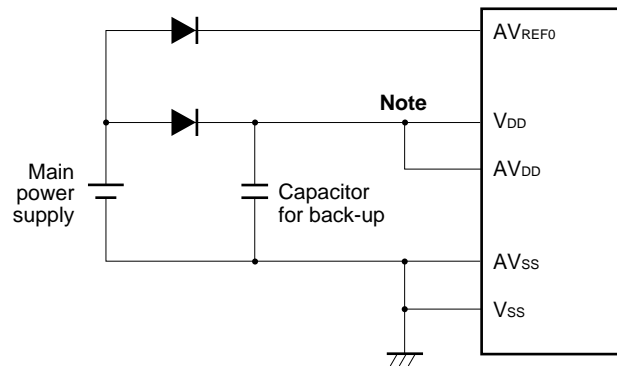 AVREF0
Note
VDD
AVDD
Main
power
supply
Capacitor
for back-up
AVSS
VSS